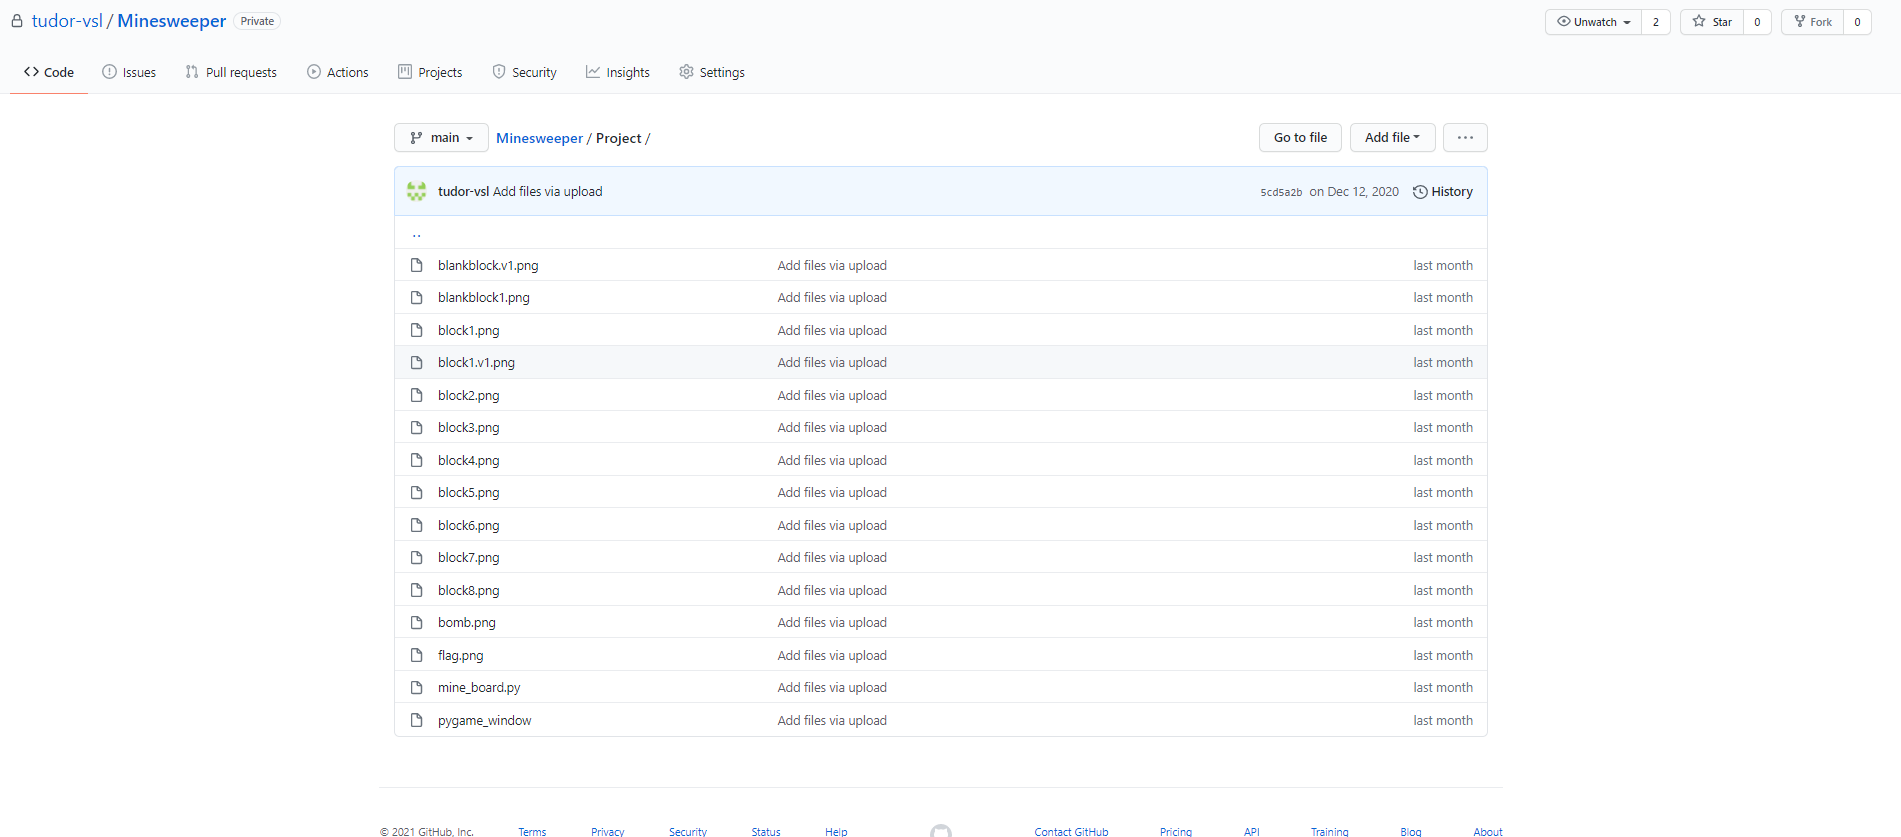 tudor-vsl / Minesweeper Private
Unwatch 2 Star 0 Fork 0
Code Issues Pull requests Actions Projects Security Insights Settings
main Minesweeper / Project / Go to file Add file ...
tudor-vsl Add files via upload 5cd5a2b on Dec 12, 2020 History
..
blankblock.v1.png Add files via upload last month
blankblock1.png Add files via upload last month
block1.png Add files via upload last month
block1.v1.png Add files via upload last month
block2.png Add files via upload last month
block3.png Add files via upload last month
block4.png Add files via upload last month
block5.png Add files via upload last month
block6.png Add files via upload last month
block7.png Add files via upload last month
block8.png Add files via upload last month
bomb.png Add files via upload last month
flag.png Add files via upload last month
mine_board.py Add files via upload last month
pygame_window Add files via upload last month
© 2021 GitHub, Inc. Terms Privacy Security Status Help Contact GitHub Pricing API Training Blog About